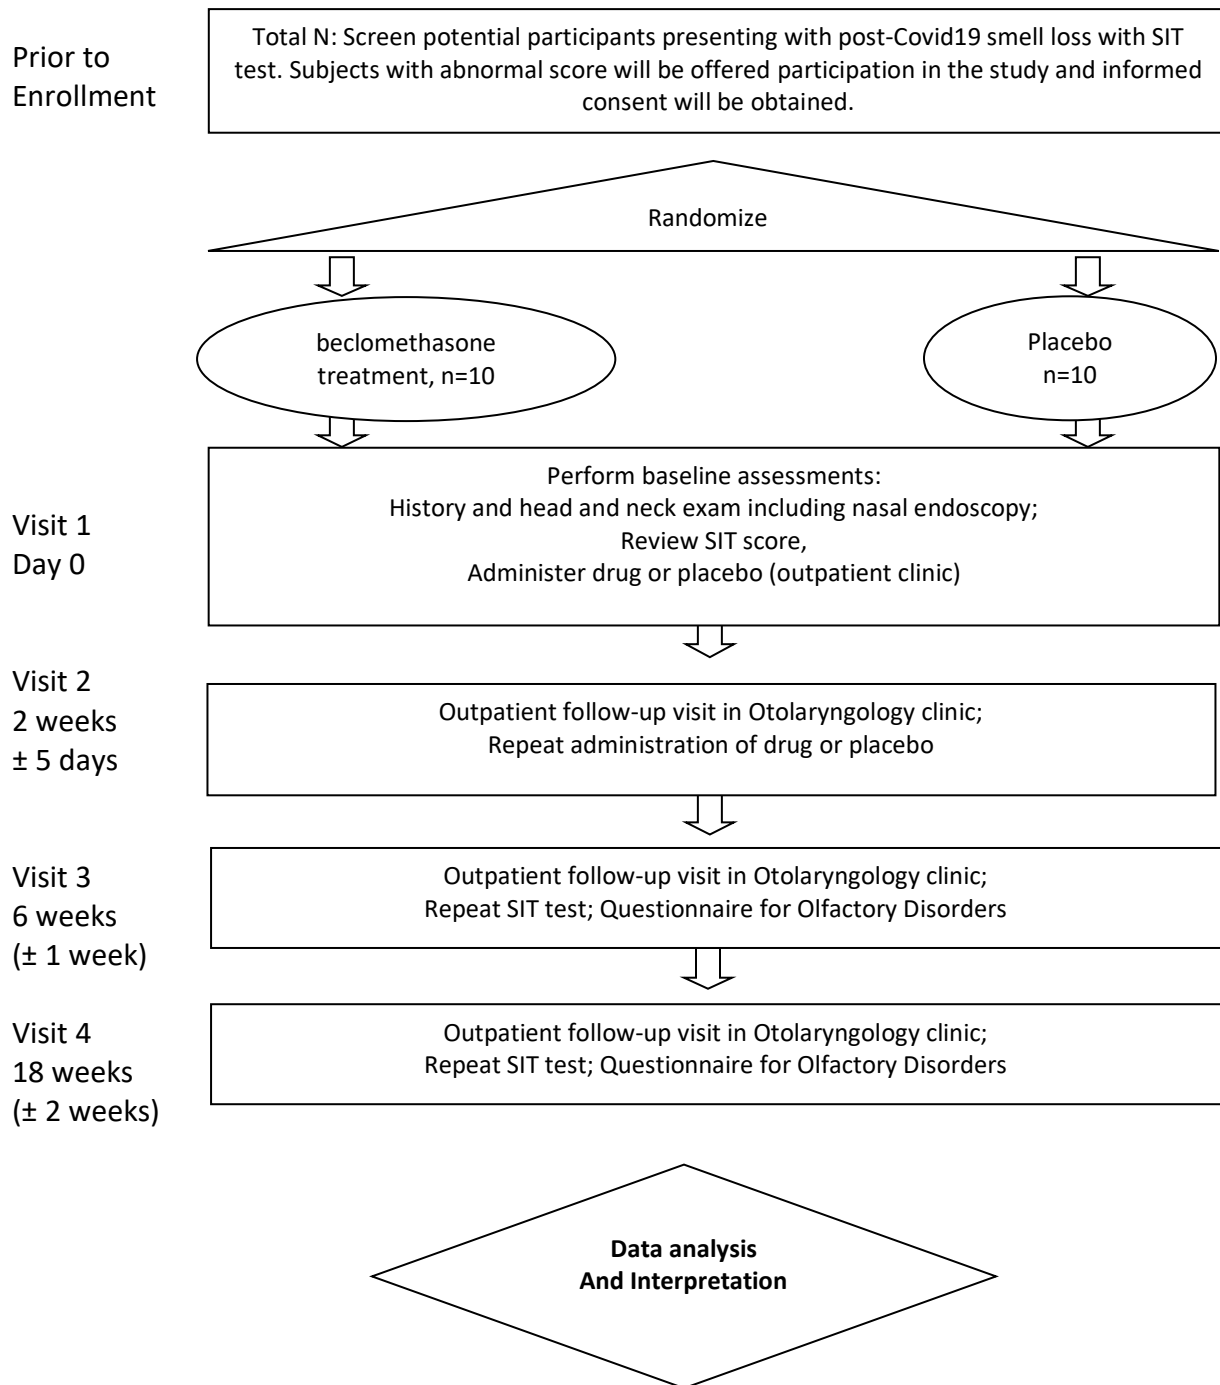 Prior to
Enrollment
Total N: Screen potential participants presenting with post-Covid19 smell loss with SIT
test. Subjects with abnormal score will be offered participation in the study and informed
consent will be obtained.
Randomize
beclomethasone
treatment, n=10
Placebo
n=10
Visit 1
Day 0
Perform baseline assessments:
History and head and neck exam including nasal endoscopy;
Review SIT score,
Administer drug or placebo (outpatient clinic)
Visit 2
2 weeks
± 5 days
Outpatient follow-up visit in Otolaryngology clinic;
Repeat administration of drug or placebo
Visit 3
6 weeks
(± 1 week)
Outpatient follow-up visit in Otolaryngology clinic;
Repeat SIT test; Questionnaire for Olfactory Disorders
Visit 4
18 weeks
(± 2 weeks)
Outpatient follow-up visit in Otolaryngology clinic;
Repeat SIT test; Questionnaire for Olfactory Disorders
Data analysis
And Interpretation